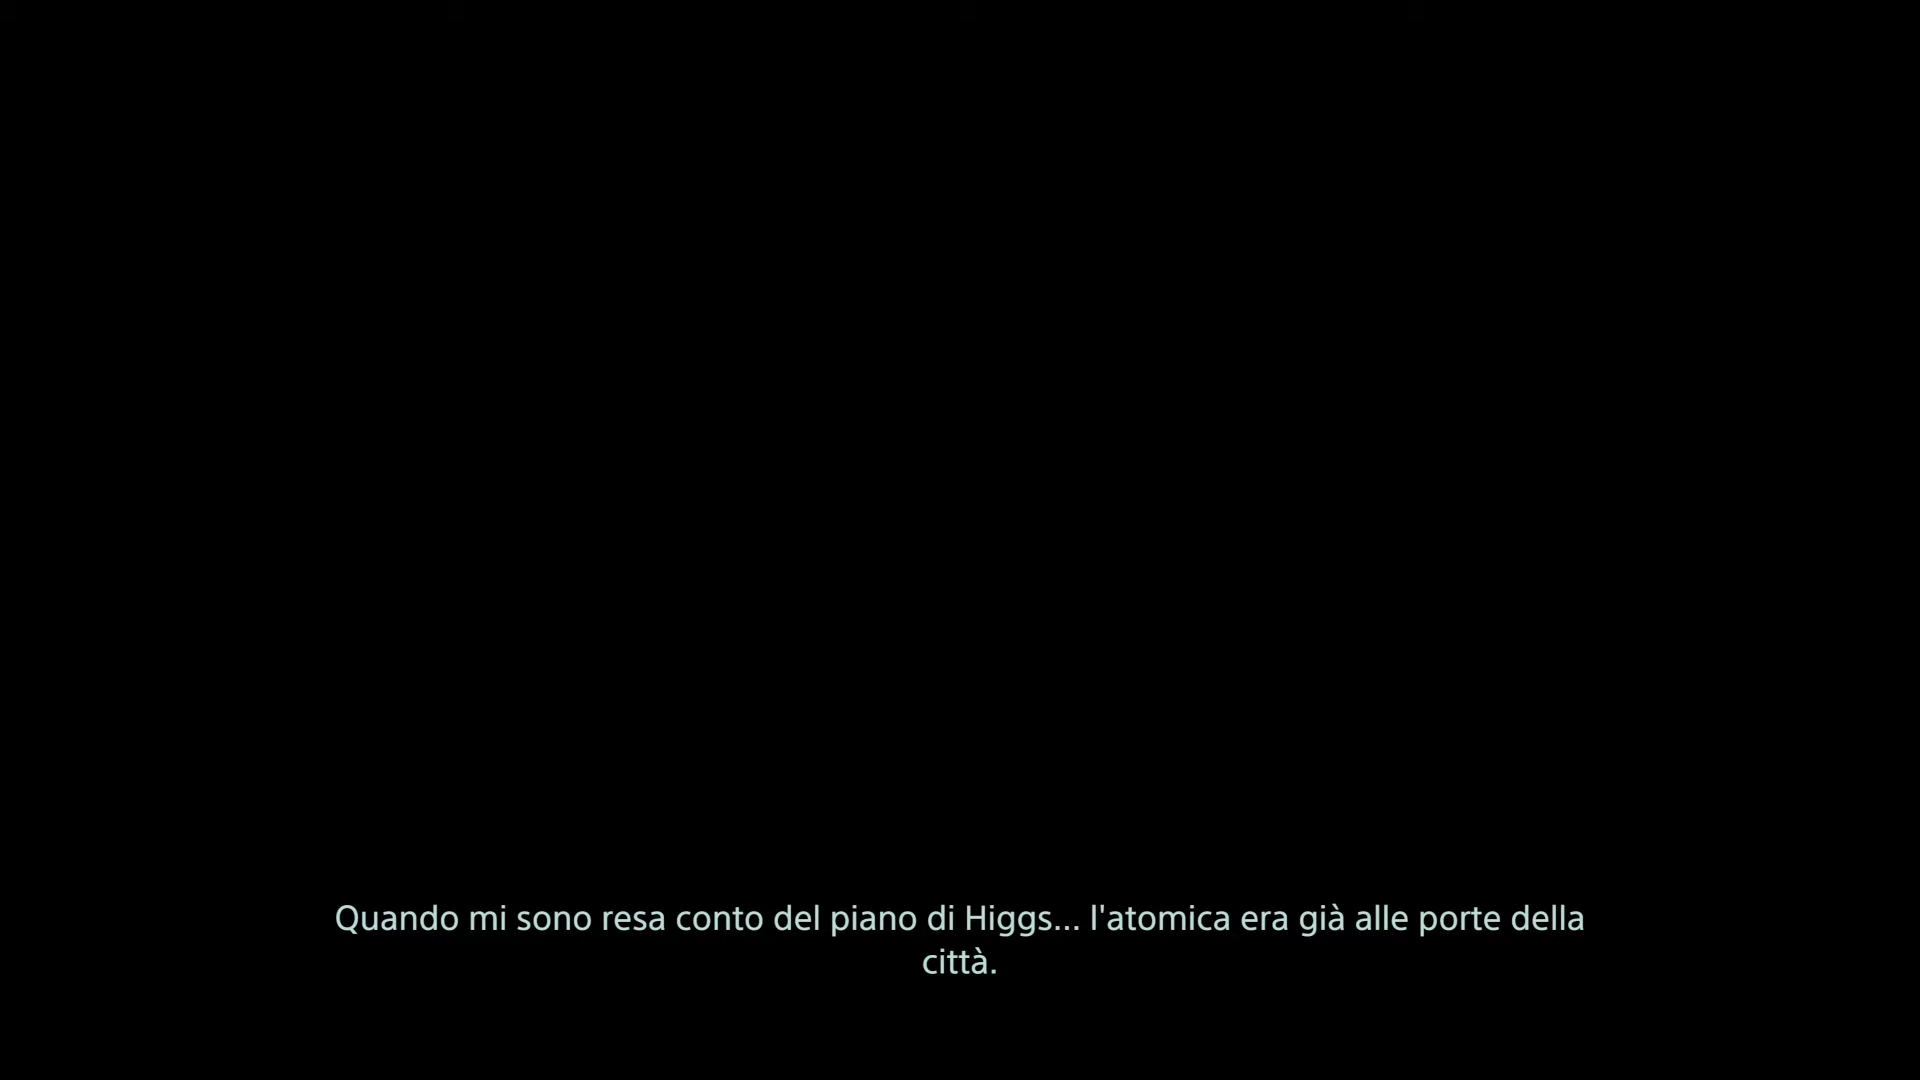 Quando mi sono resa conto del piano di Higgs... l'atomica era già alle porte della
città.